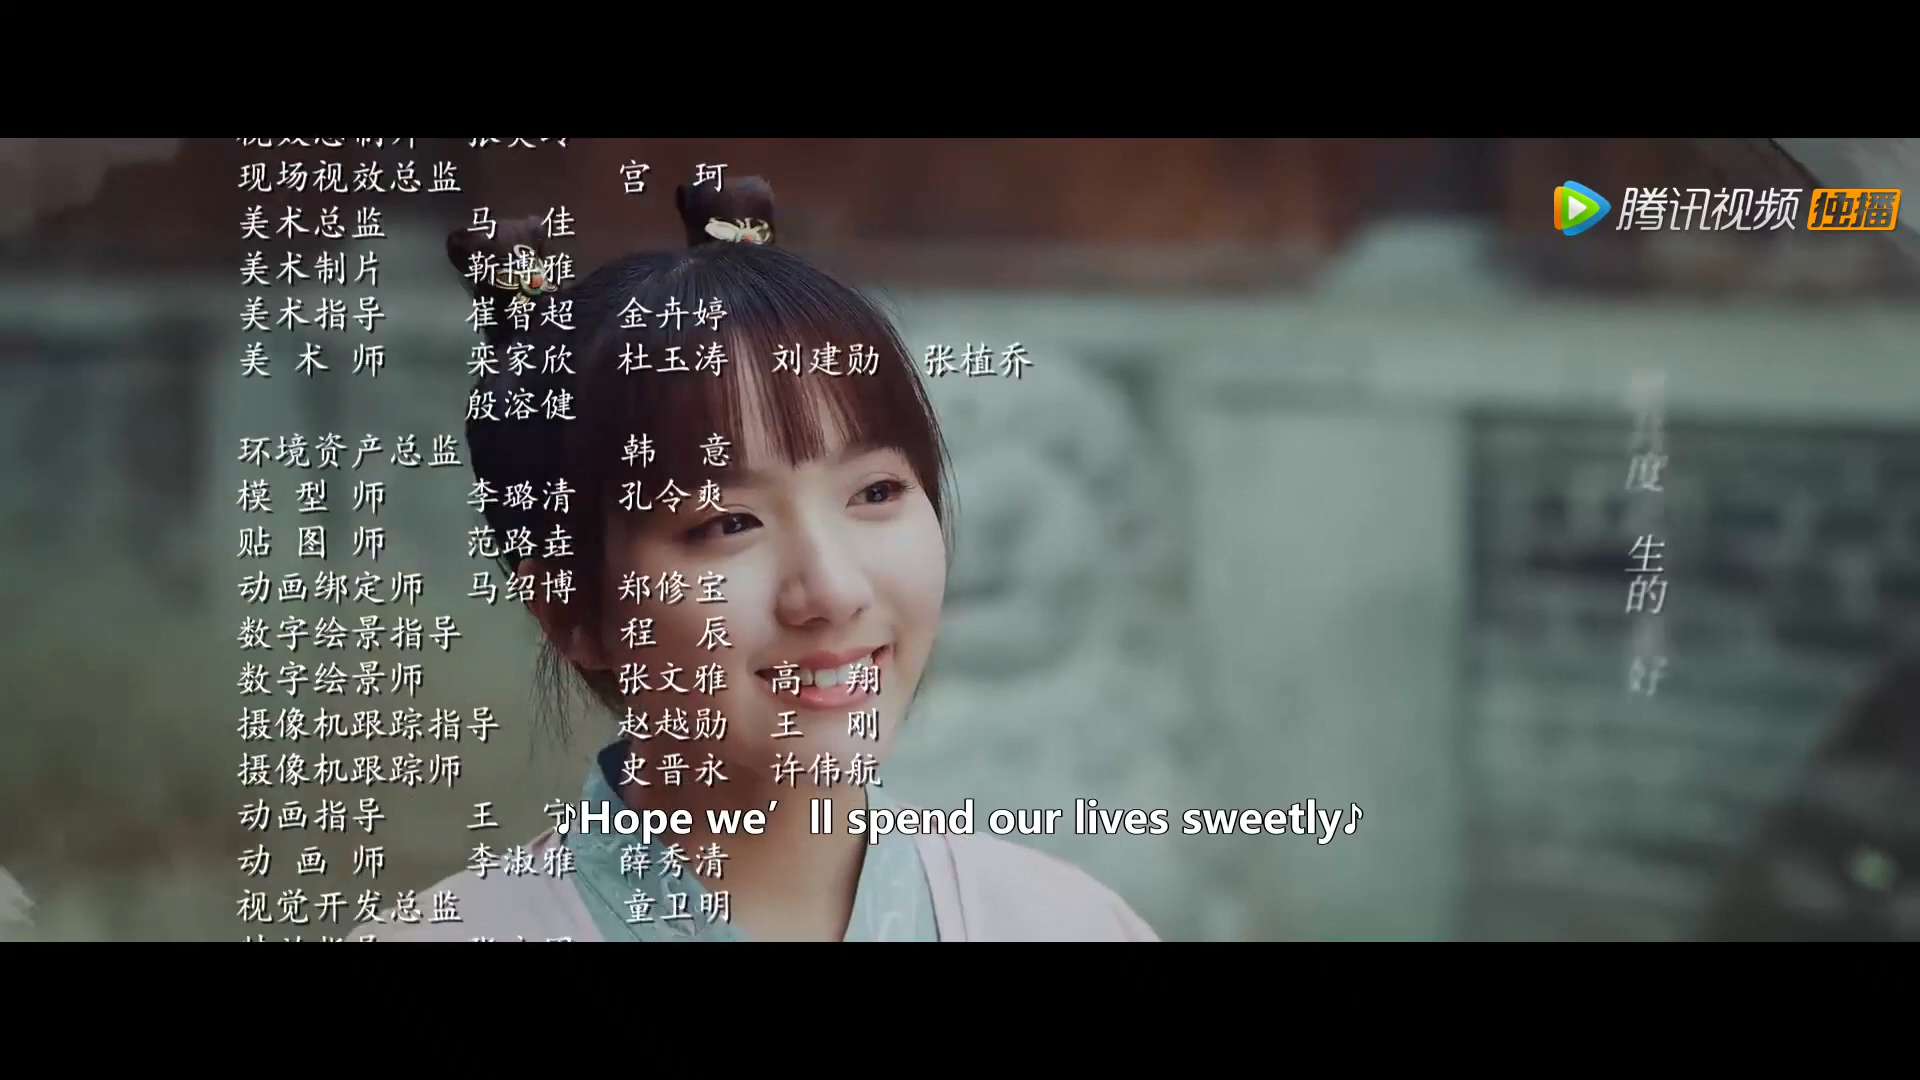 现场视效总监 宫 珂
美术总监 马 佳
美术制片 靳博雅
美术指导 崔智超 金卉婷
美 术 师 栾家欣 杜玉涛 刘建勋 张植乔
殷溶健
环境资产总监 韩 意
模 型 师 李璐清 孔令爽
贴 图 师 范路垚
动画绑定师 马绍博 郑修宝
数字绘景指导 程 辰
数字绘景师 张文雅 高 翔
摄像机跟踪指导 赵越勋 王 刚
摄像机跟踪师 史晋永 许伟航
动画指导 王
动 画 师 李淑雅 薛秀清
视觉开发总监 童卫明
腾讯视频 独播
度 生的 好
♪Hope we’ll spend our lives sweetly♪